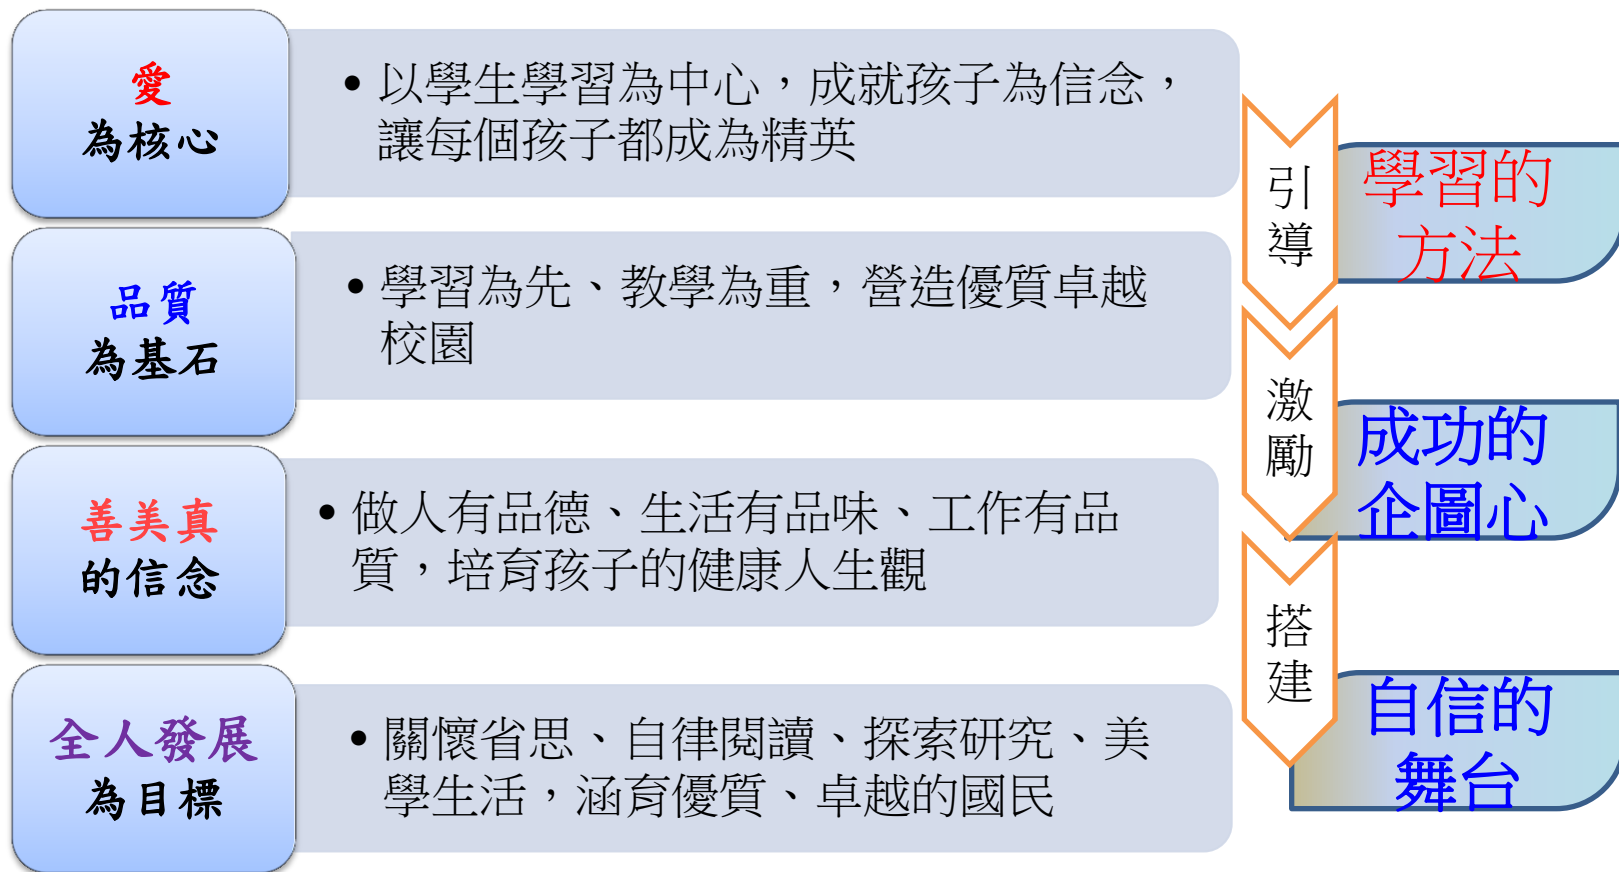 愛
為核心
• 以學生學習為中心，成就孩子為信念，
讓每個孩子都成為精英
品質
為基石
• 學習為先、教學為重，營造優質卓越
校園
善美真
的信念
• 做人有品德、生活有品味、工作有品
質，培育孩子的健康人生觀
全人發展
為目標
• 關懷省思、自律閱讀、探索研究、美
學生活，涵育優質、卓越的國民
引
導
學習的
方法
激
勵
成功的
企圖心
搭
建
自信的
舞台